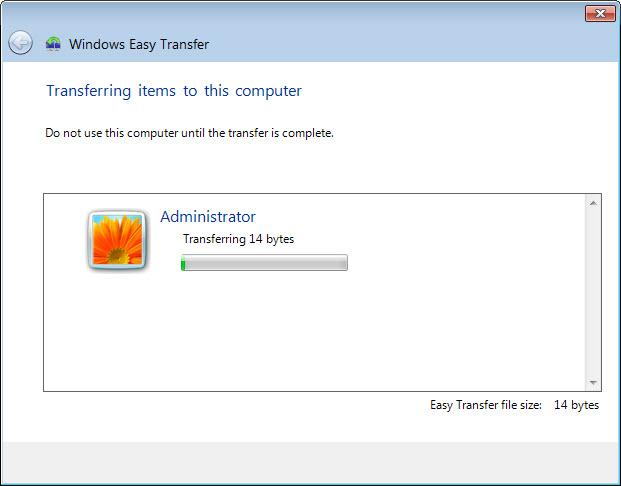 Windows Easy Transfer
Transferring items to this computer
Do not use this computer until the transfer is complete.
Administrator
Transferring 14 bytes
Easy Transfer file size: 14 bytes